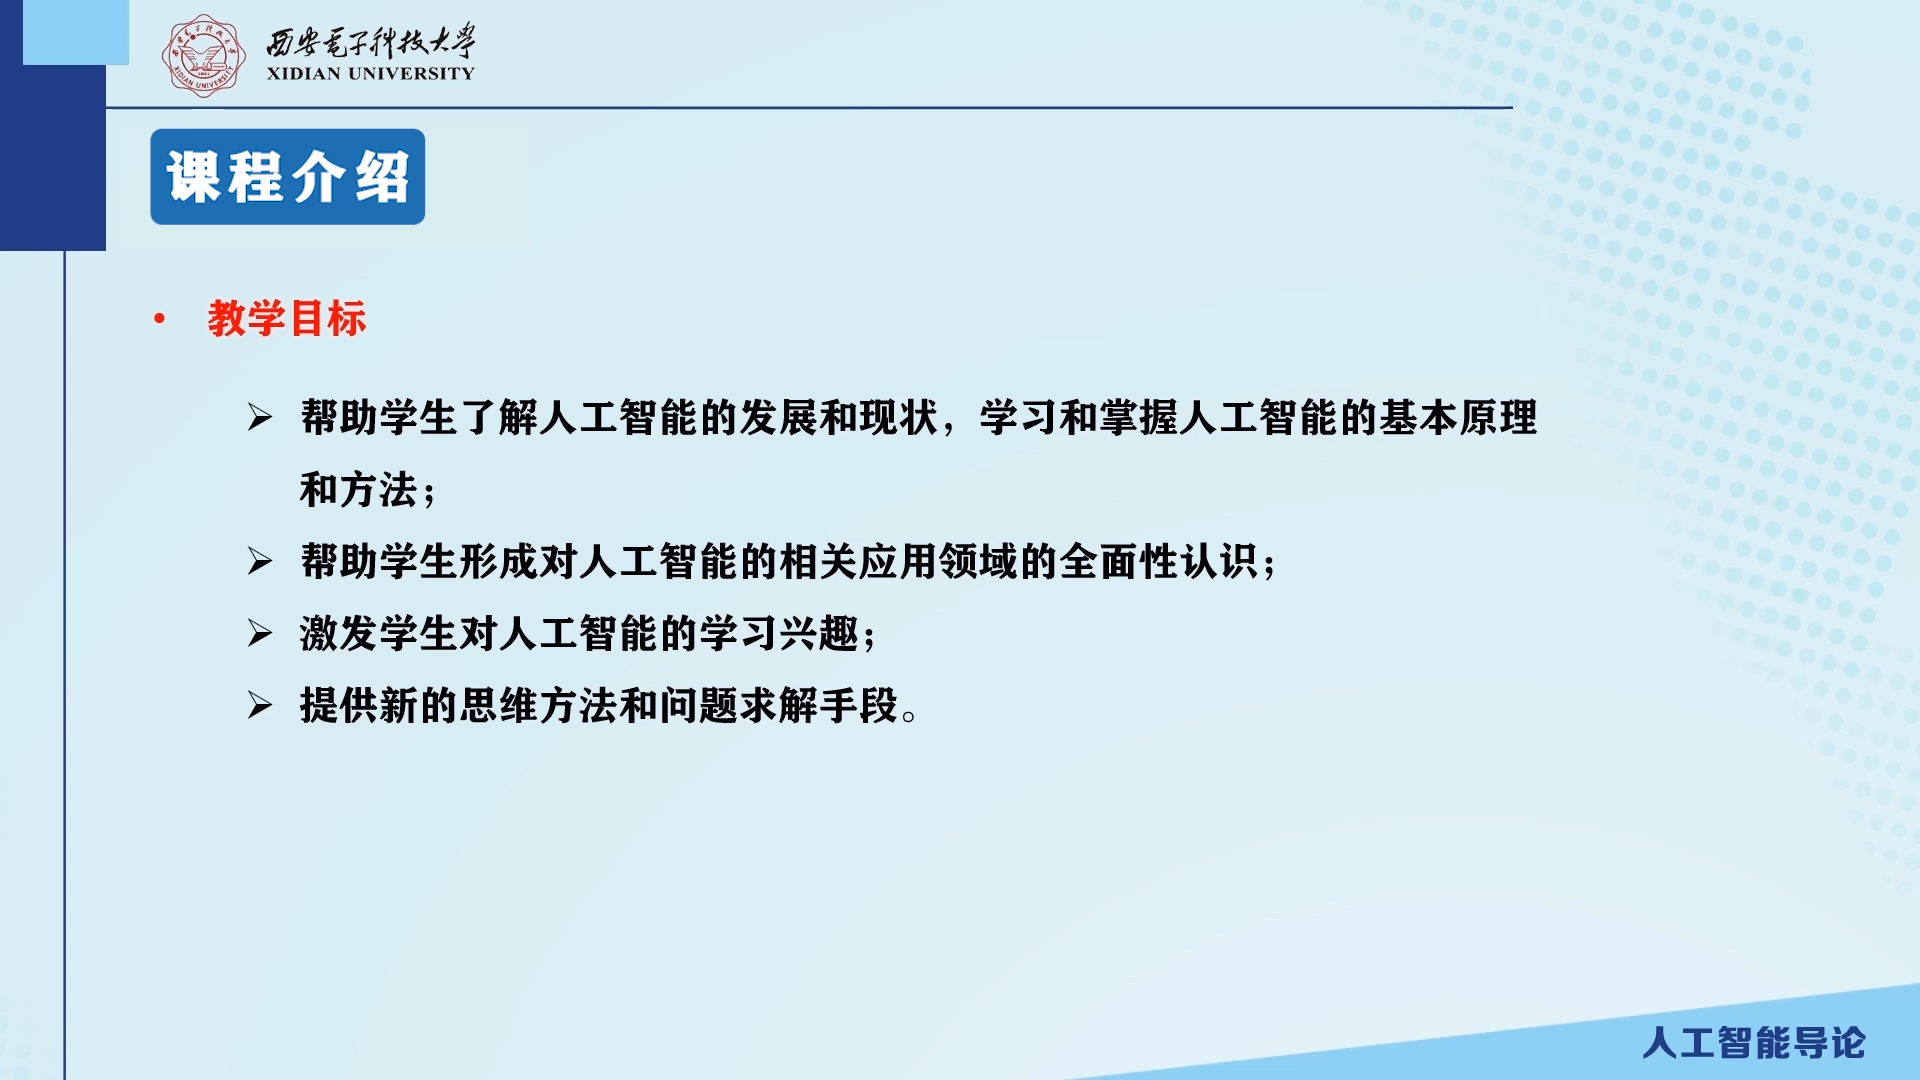 西安电子科技大学
XIDIAN UNIVERSITY
课程介绍
• 教学目标
➢ 帮助学生了解人工智能的发展和现状，学习和掌握人工智能的基本原理
和方法；
➢ 帮助学生形成对人工智能的相关应用领域的全面性认识；
➢ 激发学生对人工智能的学习兴趣；
➢ 提供新的思维方法和问题求解手段。
人工智能导论